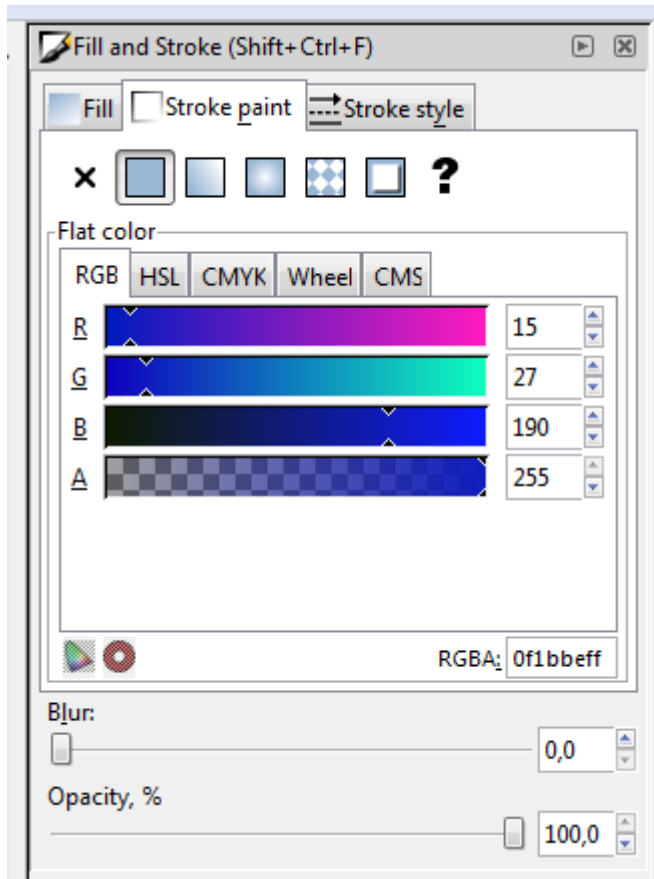 Fill and Stroke (Shift+Ctrl+F)
Fill Stroke paint Stroke style
?
Flat color
RGB HSL CMYK Wheel CMS
R 15
G 27
B 190
A 255
RGBA: 0f1bbeff
Blur:
0,0
Opacity, %
100,0